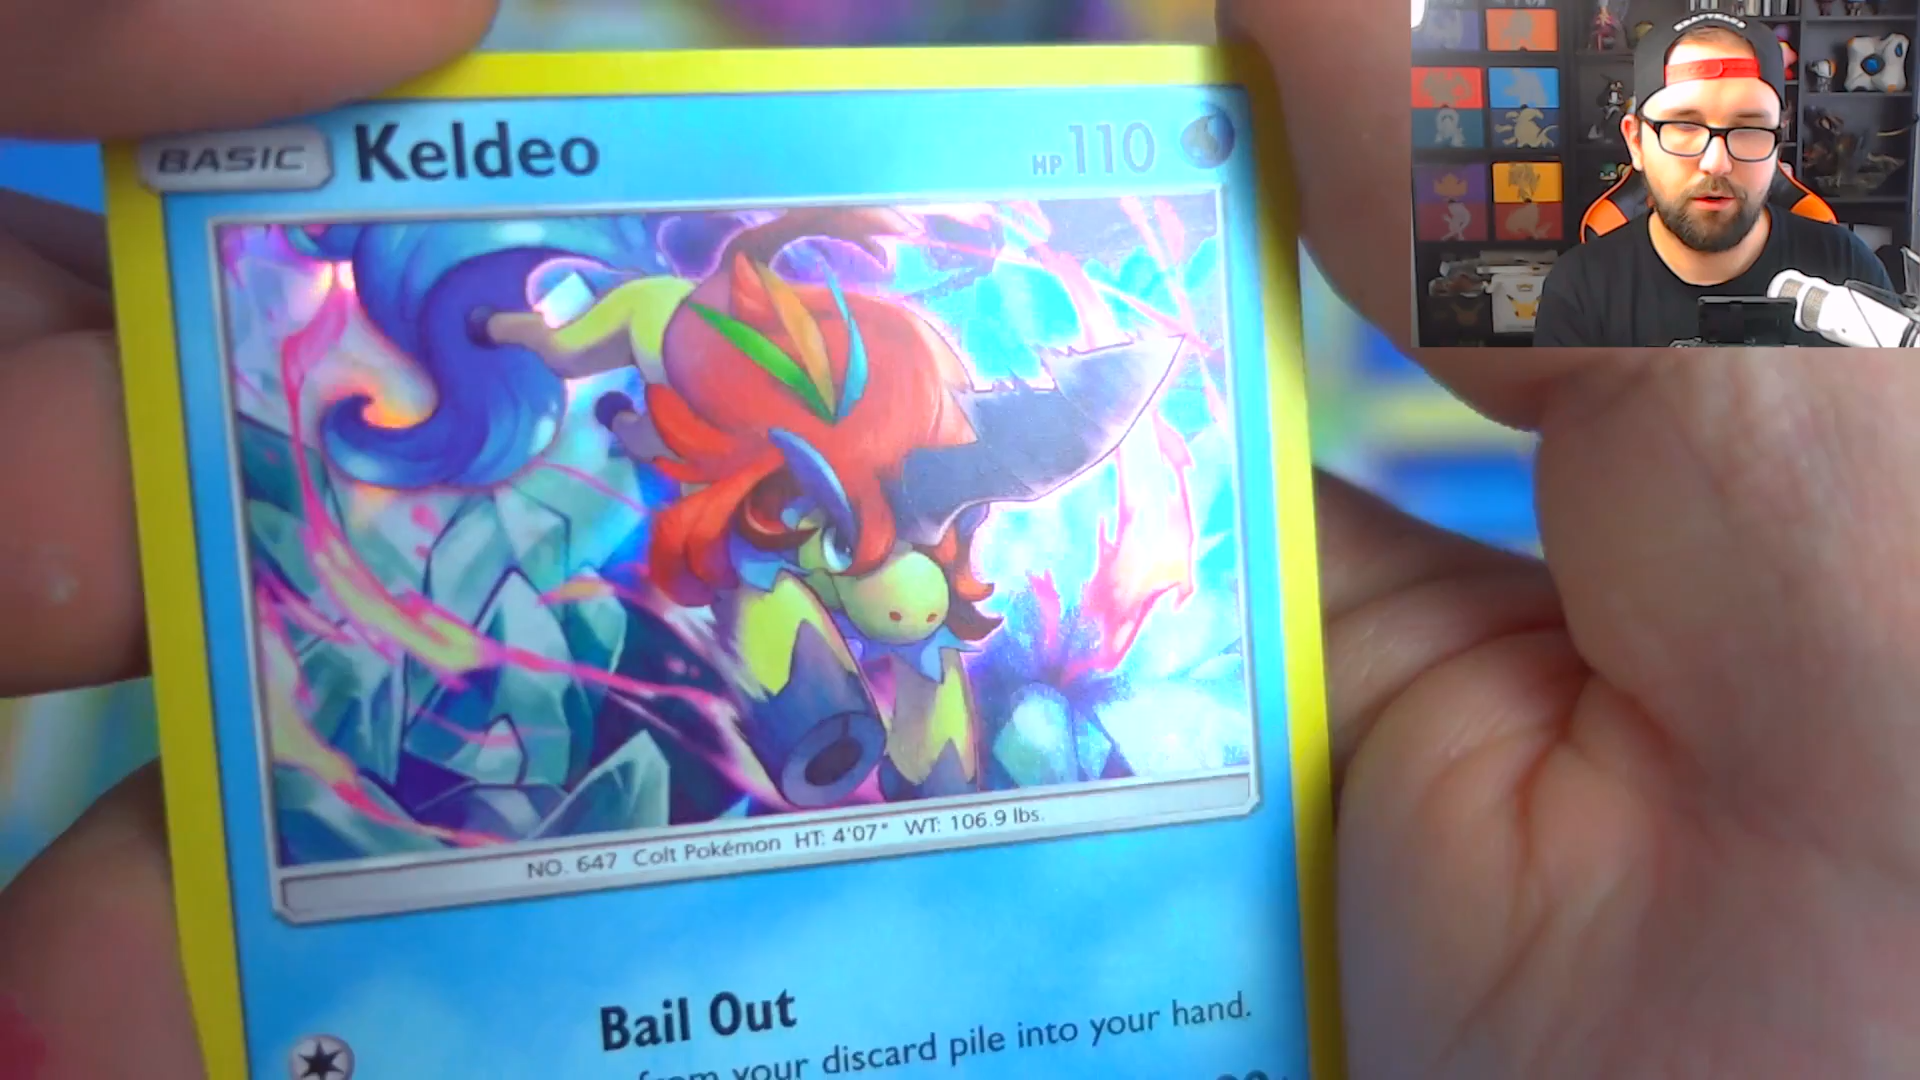 BASIC Keldeo HP 110
NO. 647 Colt Pokémon HT: 4'07" WT: 106.9 lbs.
Bail Out
from your discard pile into your hand.